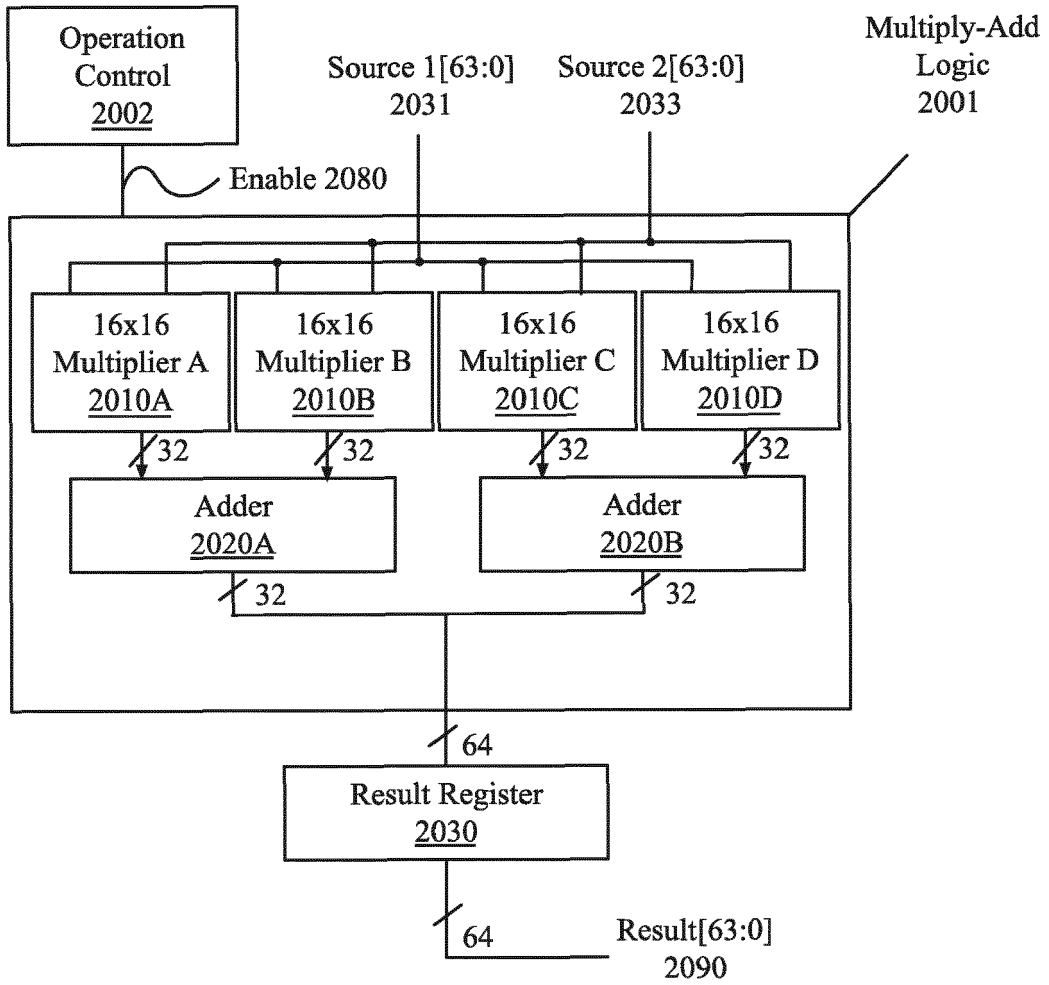 Operation
Control
2002
Source 1[63:0]
2031
Source 2[63:0]
2033
Multiply-Add
Logic
2001
Enable 2080
16x16
Multiplier A
2010A
16x16
Multiplier B
2010B
16x16
Multiplier C
2010C
16x16
Multiplier D
2010D
32
32
32
32
Adder
2020A
Adder
2020B
32
32
64
Result Register
2030
64
Result[63:0]
2090